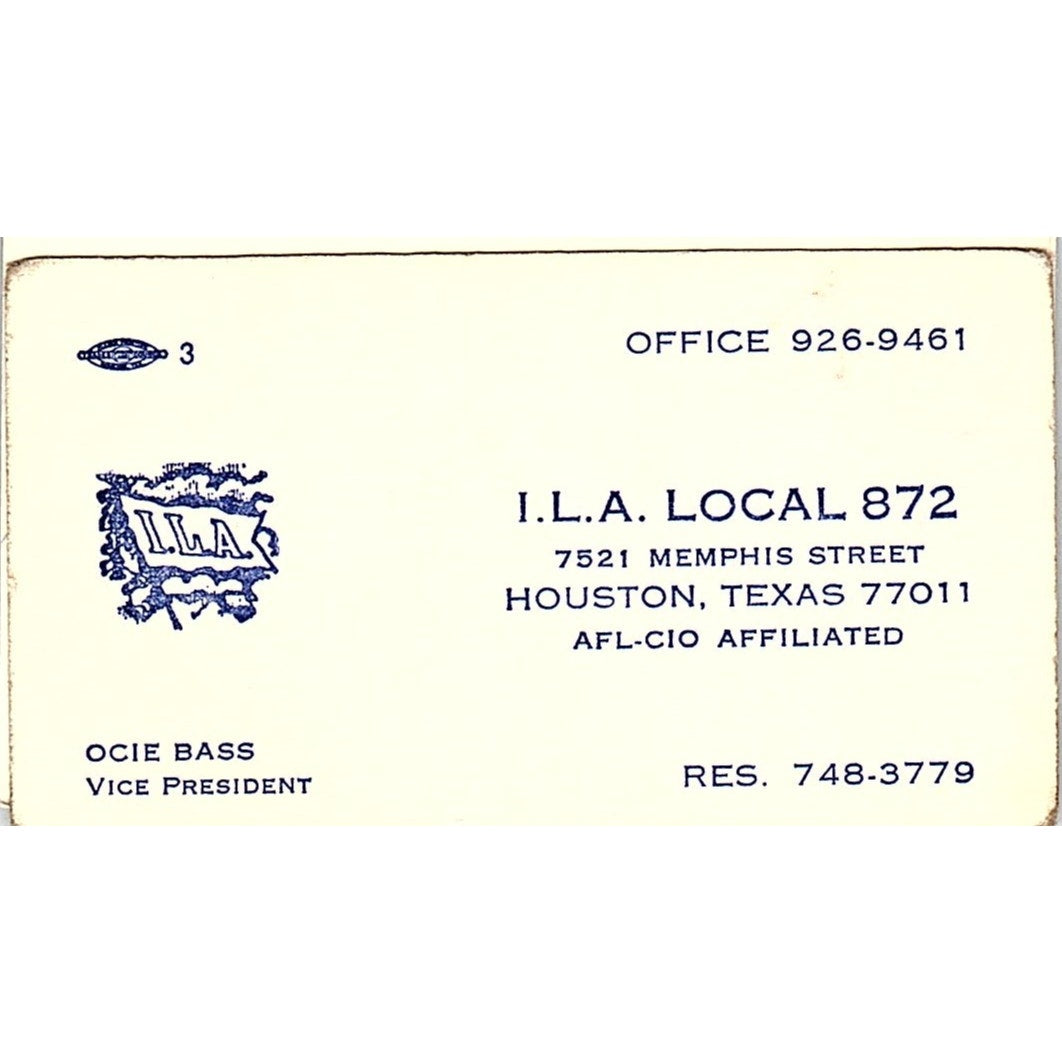 3
OFFICE 926-9461
I.L.A.
I.L.A. LOCAL 872
7521 MEMPHIS STREET
HOUSTON, TEXAS 77011
AFL-CIO AFFILIATED
OCIE BASS
VICE PRESIDENT
RES. 748-3779